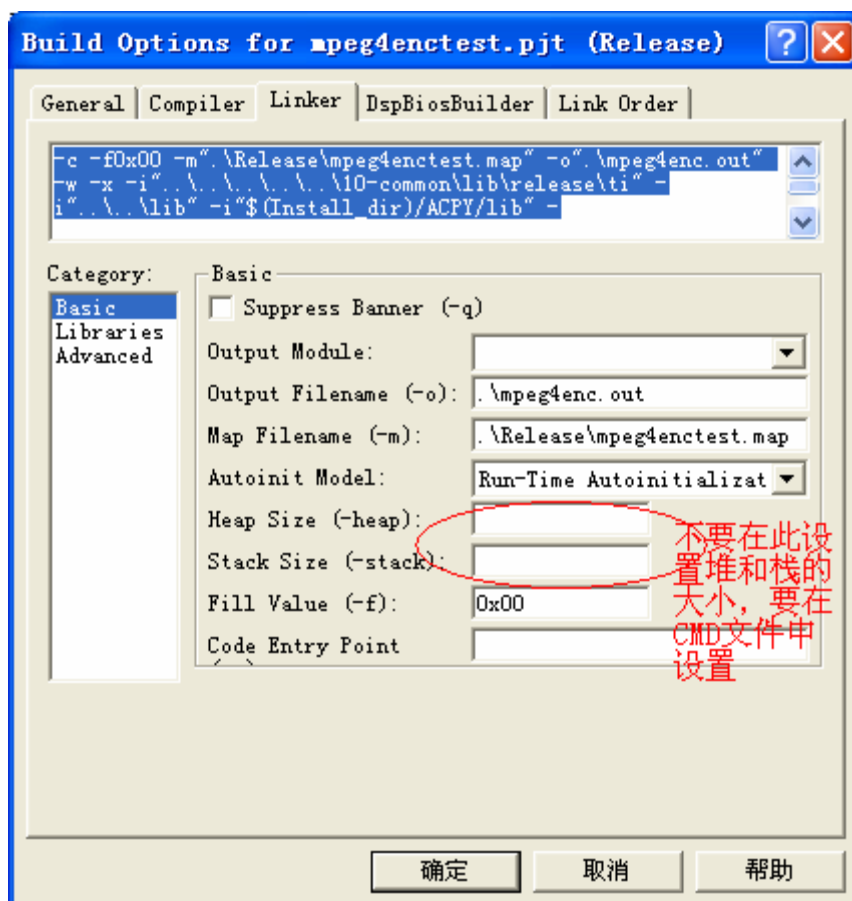 Build Options for mpeg4enctest.pjt (Release)
General Compiler Linker DspBiosBuilder Link Order
-c -f0x00 -m".\Release\mpeg4enctest.map" -o".\mpeg4enc.out"
-w -x -i"..\..\..\..\..\10-common\lib\release\ti" -
i"..\..\lib" -i"$(Install_dir)/ACPY/lib" -
Category:
Basic
Libraries
Advanced
Basic
Suppress Banner (-q)
Output Module:
Output Filename (-o): .\mpeg4enc.out
Map Filename (-m): .\Release\mpeg4enctest.map
Autoinit Model: Run-Time Autoinitializat
Heap Size (-heap):
Stack Size (-stack):
Fill Value (-f): 0x00
Code Entry Point
不要在此设
置堆和栈的
大小，要在
CMD文件中
设置
确定 取消 帮助